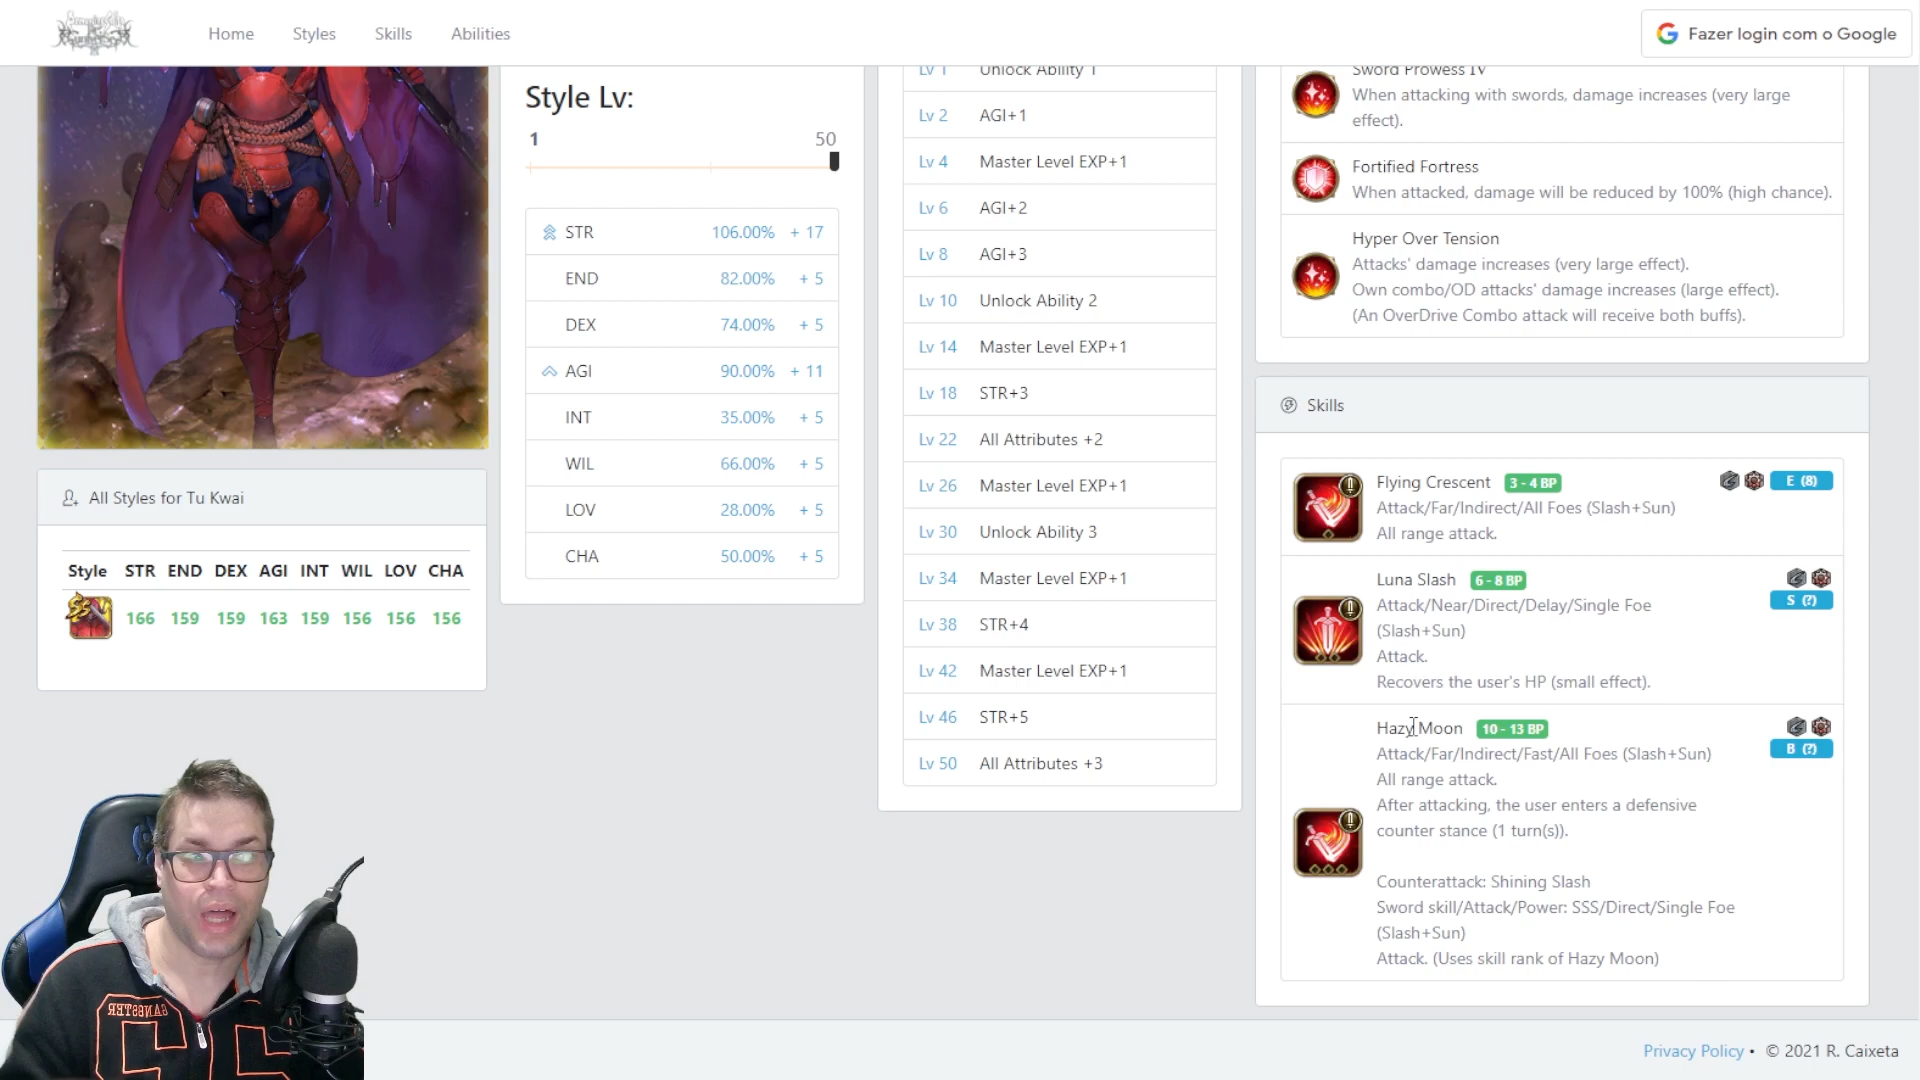 Home Styles Skills Abilities
Fazer login com o Google
Style Lv:
1 50
STR 106.00% + 17
END 82.00% + 5
DEX 74.00% + 5
AGI 90.00% + 11
INT 35.00% + 5
WIL 66.00% + 5
LOV 28.00% + 5
CHA 50.00% + 5
All Styles for Tu Kwai
Style STR END DEX AGI INT WIL LOV CHA
SS 166 159 159 163 159 156 156 156
Lv 1 Unlock Ability 1
Lv 2 AGI+1
Lv 4 Master Level EXP+1
Lv 6 AGI+2
Lv 8 AGI+3
Lv 10 Unlock Ability 2
Lv 14 Master Level EXP+1
Lv 18 STR+3
Lv 22 All Attributes +2
Lv 26 Master Level EXP+1
Lv 30 Unlock Ability 3
Lv 34 Master Level EXP+1
Lv 38 STR+4
Lv 42 Master Level EXP+1
Lv 46 STR+5
Lv 50 All Attributes +3
Sword Prowess IV
When attacking with swords, damage increases (very large
effect).
Fortified Fortress
When attacked, damage will be reduced by 100% (high chance).
Hyper Over Tension
Attacks' damage increases (very large effect).
Own combo/OD attacks' damage increases (large effect).
(An OverDrive Combo attack will receive both buffs).
Skills
Flying Crescent 3 - 4 BP E (8)
Attack/Far/Indirect/All Foes (Slash+Sun)
All range attack.
Luna Slash 6 - 8 BP
S (?)
Attack/Near/Direct/Delay/Single Foe
(Slash+Sun)
Attack.
Recovers the user's HP (small effect).
Hazy Moon 10 - 13 BP
B (?)
Attack/Far/Indirect/Fast/All Foes (Slash+Sun)
All range attack.
After attacking, the user enters a defensive
counter stance (1 turn(s)).
Counterattack: Shining Slash
Sword skill/Attack/Power: SSS/Direct/Single Foe
(Slash+Sun)
Attack. (Uses skill rank of Hazy Moon)
Privacy Policy • © 2021 R. Caixeta